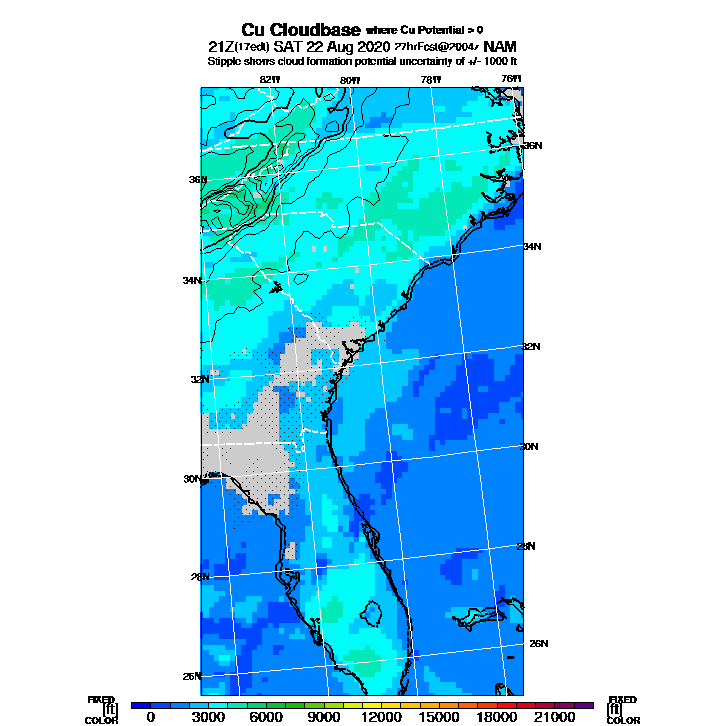 Cu Cloudbase where Cu Potential > 0
21Z(17edt) SAT 22 Aug 2020 27hrFcst@2004z NAM
Stipple shows cloud formation potential uncertainty of +/- 1000 ft
82W 80W 78W 76W
36N
36N
34N
34N
32N
32N
30N
30N
28N
28N
26N
26N
FIXED FIXED
[ft] [ft]
COLOR 0 3000 6000 9000 12000 15000 18000 21000 COLOR